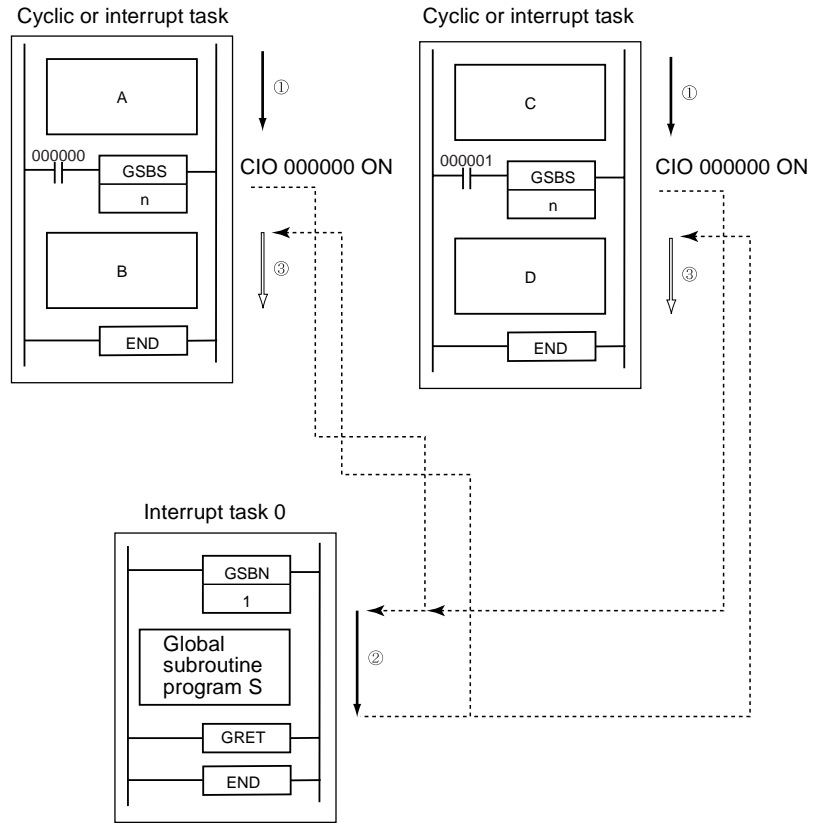 Cyclic or interrupt task
A
①
000000
GSBS
n
CIO 000000 ON
B
③
END
Cyclic or interrupt task
C
①
000001
GSBS
n
CIO 000000 ON
D
③
END
Interrupt task 0
GSBN
1
Global
subroutine
program S
②
GRET
END